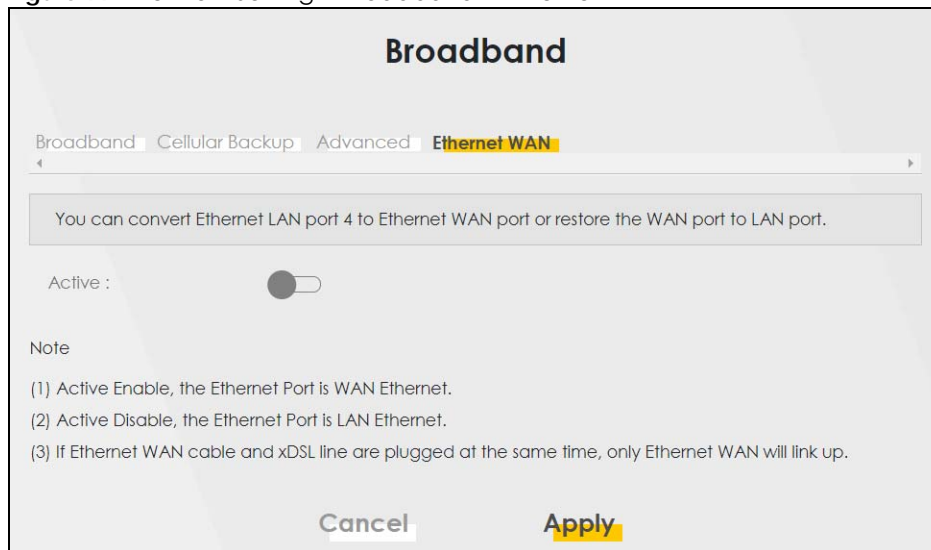 Broadband
Broadband Cellular Backup Advanced Ethernet WAN
You can convert Ethernet LAN port 4 to Ethernet WAN port or restore the WAN port to LAN port.
Active :
Note
(1) Active Enable, the Ethernet Port is WAN Ethernet.
(2) Active Disable, the Ethernet Port is LAN Ethernet.
(3) If Ethernet WAN cable and xDSL line are plugged at the same time, only Ethernet WAN will link up.
Cancel Apply